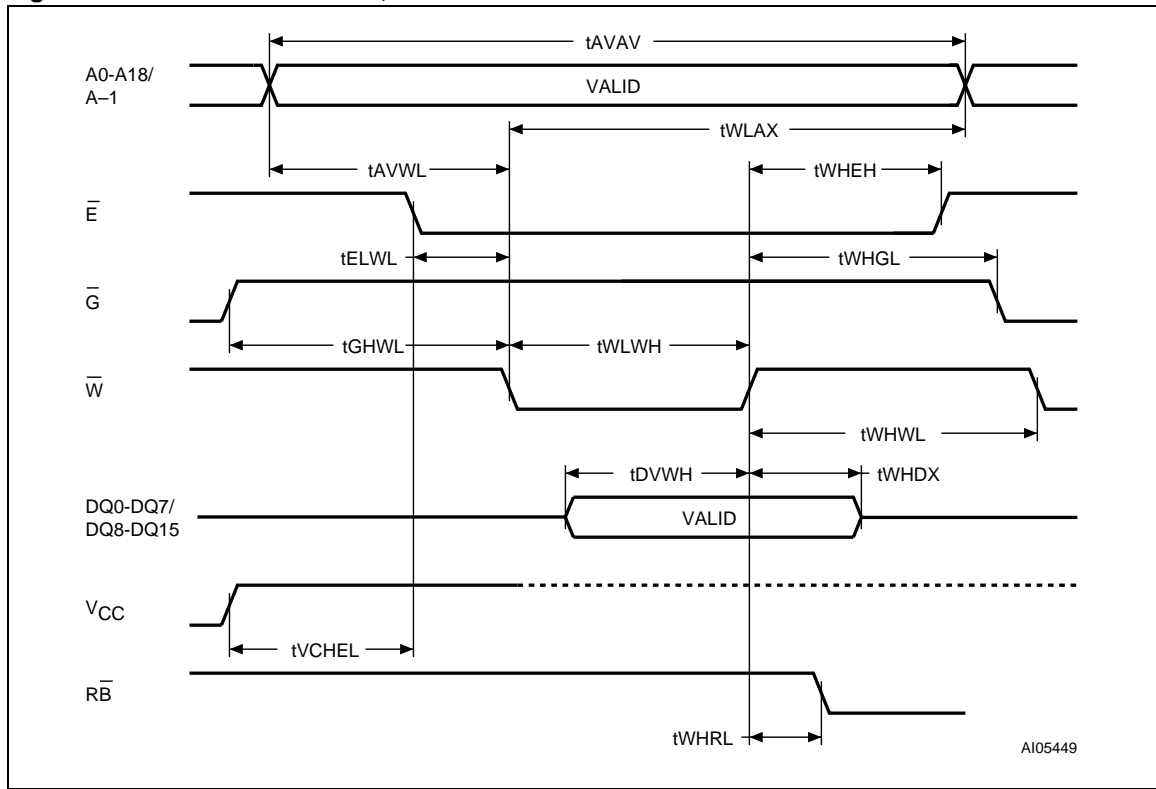 tAVAV
A0-A18/
A–1
VALID
tWLAX
tAVWL
tWHEH
E̅
tELWL
tWHGL
G̅
tGHWL
tWLWH
W̅
tWHWL
tDVWH
tWHDX
DQ0-DQ7/
DQ8-DQ15
VALID
VCC
tVCHEL
RB̅
tWHRL
AI05449